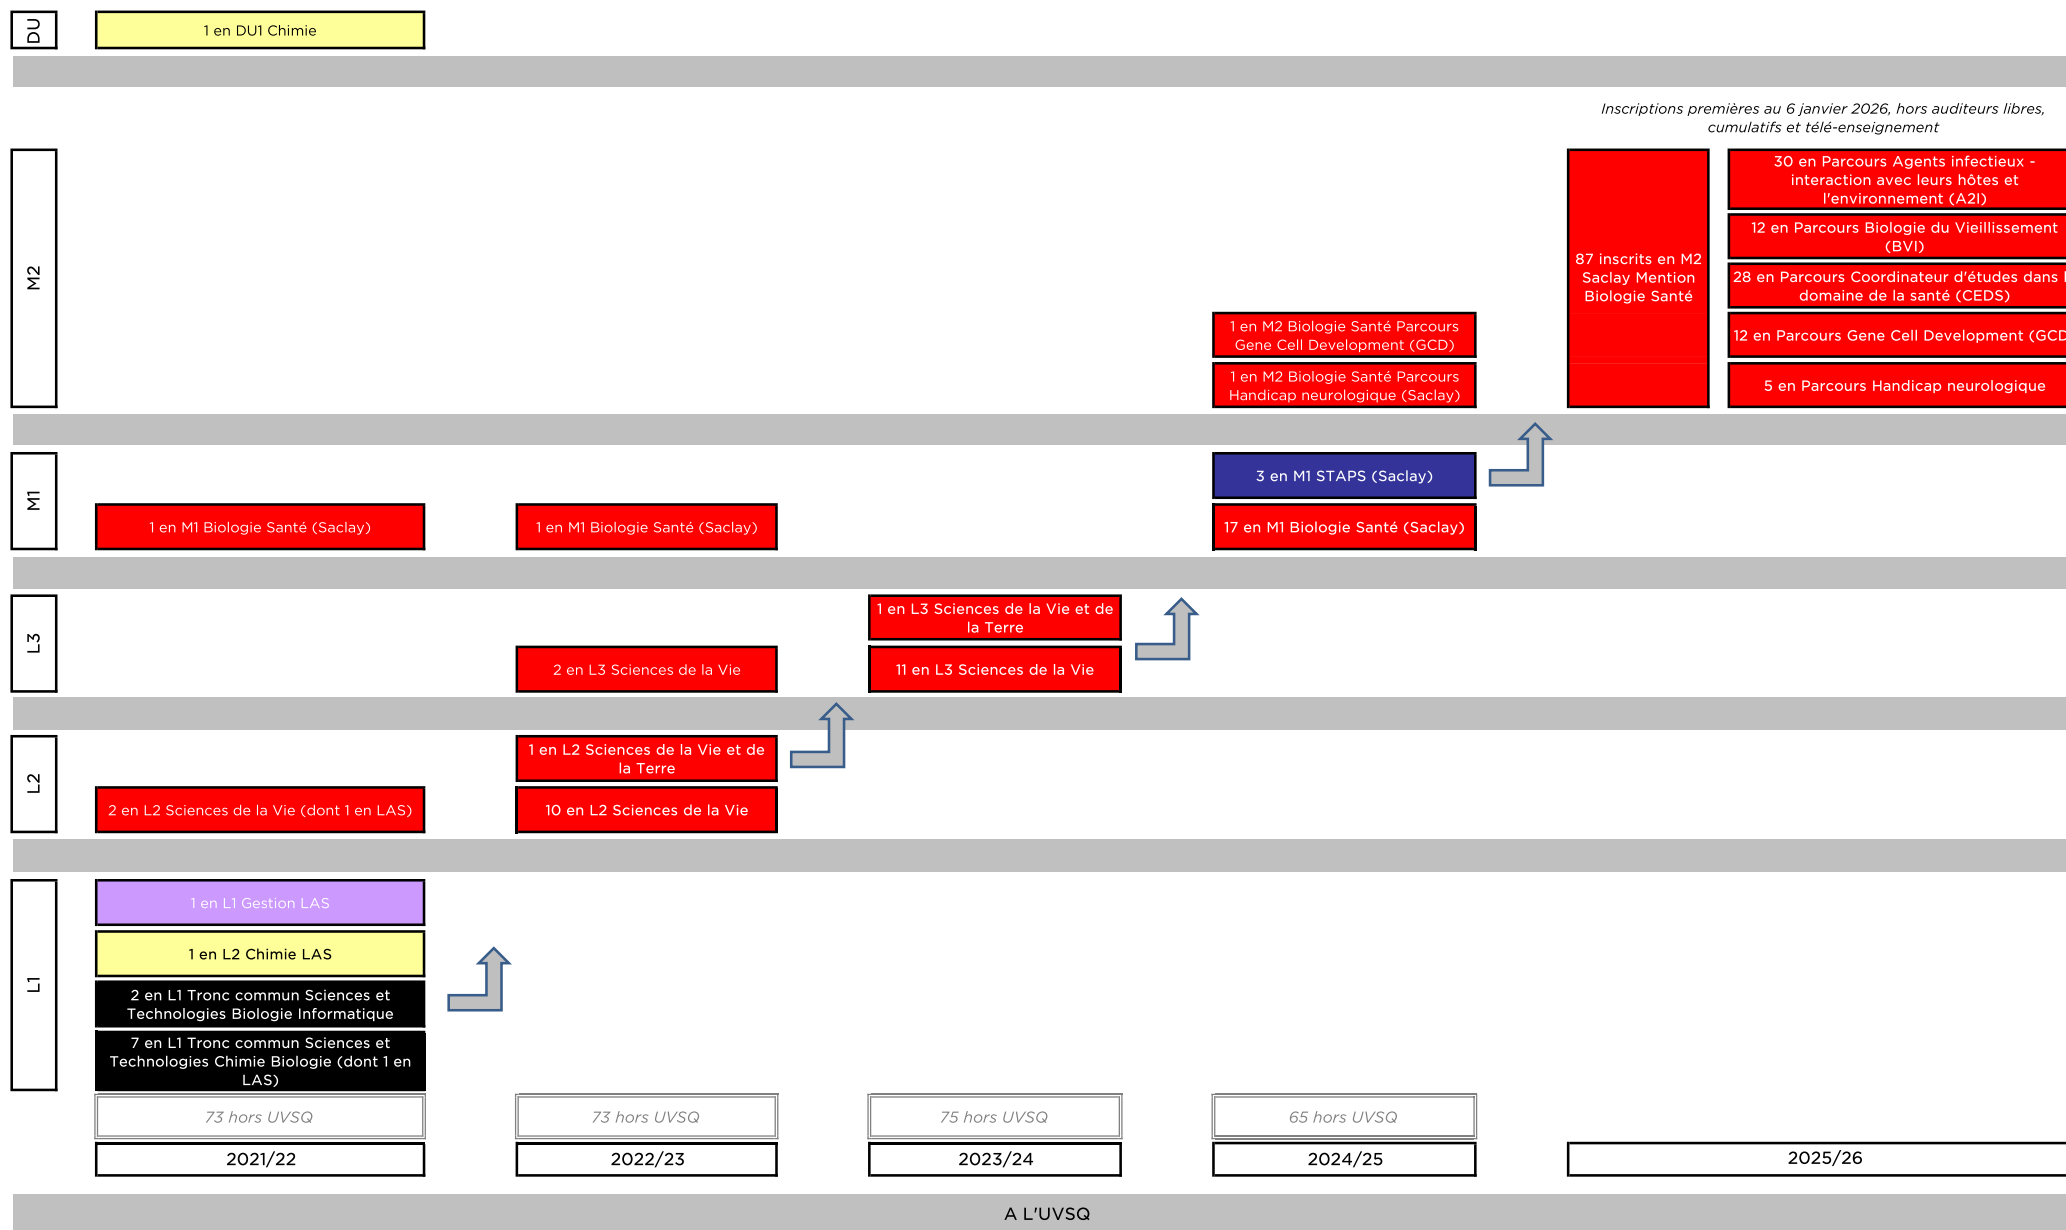 DU
1 en DU1 Chimie
Inscriptions premières au 6 janvier 2026, hors auditeurs libres,
cumulatifs et télé-enseignement
M2
87 inscrits en M2
Saclay Mention
Biologie Santé
30 en Parcours Agents infectieux -
interaction avec leurs hôtes et
l'environnement (A2I)
12 en Parcours Biologie du Vieillissement
(BVI)
28 en Parcours Coordinateur d'études dans
domaine de la santé (CEDS)
12 en Parcours Gene Cell Development (GCD
5 en Parcours Handicap neurologique
1 en M2 Biologie Santé Parcours
Gene Cell Development (GCD)
1 en M2 Biologie Santé Parcours
Handicap neurologique (Saclay)
M1
3 en M1 STAPS (Saclay)
1 en M1 Biologie Santé (Saclay)
1 en M1 Biologie Santé (Saclay)
17 en M1 Biologie Santé (Saclay)
L3
1 en L3 Sciences de la Vie et de
la Terre
2 en L3 Sciences de la Vie
11 en L3 Sciences de la Vie
L2
1 en L2 Sciences de la Vie et de
la Terre
2 en L2 Sciences de la Vie (dont 1 en LAS)
10 en L2 Sciences de la Vie
L1
1 en L1 Gestion LAS
1 en L2 Chimie LAS
2 en L1 Tronc commun Sciences et
Technologies Biologie Informatique
7 en L1 Tronc commun Sciences et
Technologies Chimie Biologie (dont 1 en
LAS)
73 hors UVSQ
73 hors UVSQ
75 hors UVSQ
65 hors UVSQ
2021/22
2022/23
2023/24
2024/25
2025/26
A L'UVSQ